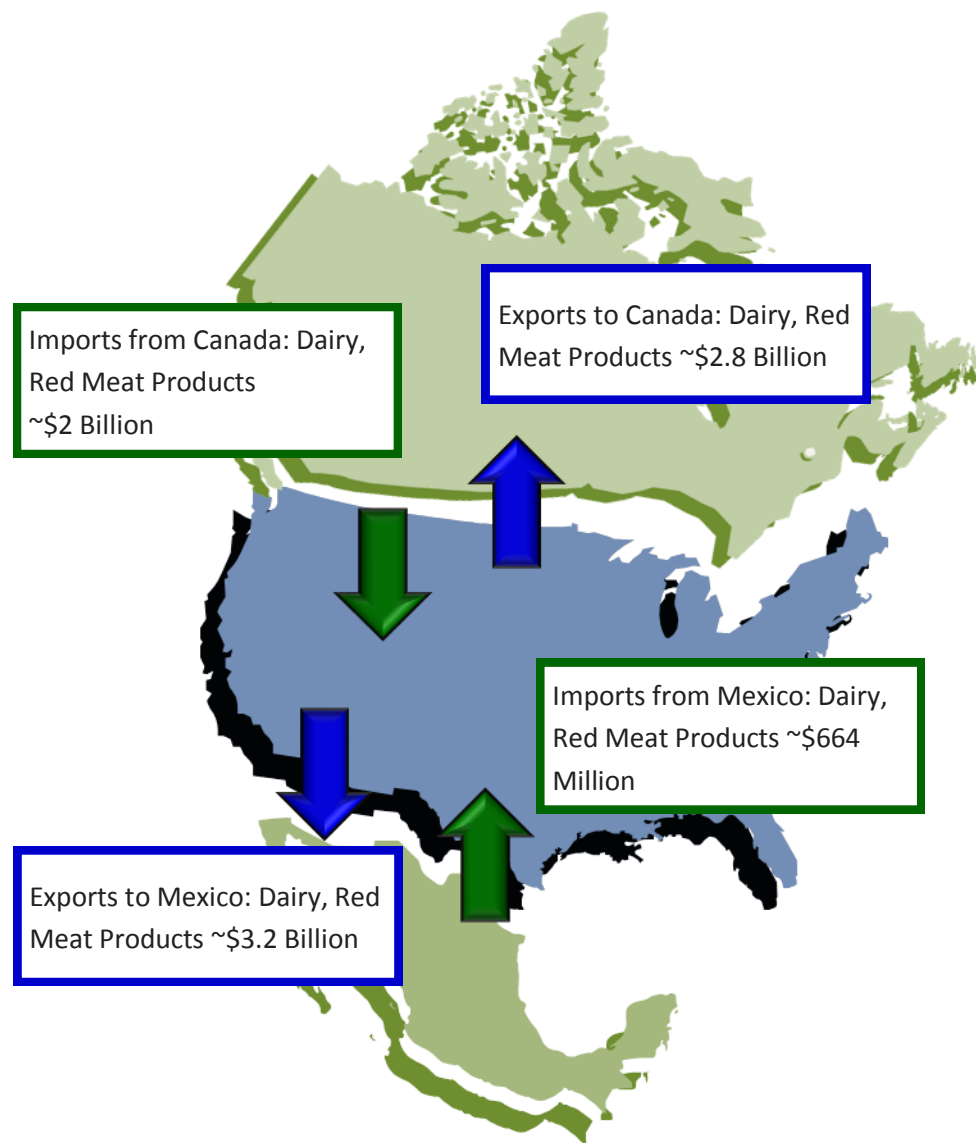 Exports to Canada: Dairy, Red
Meat Products ~$2.8 Billion
Imports from Canada: Dairy,
Red Meat Products
~$2 Billion
Imports from Mexico: Dairy,
Red Meat Products ~$664
Million
Exports to Mexico: Dairy, Red
Meat Products ~$3.2 Billion